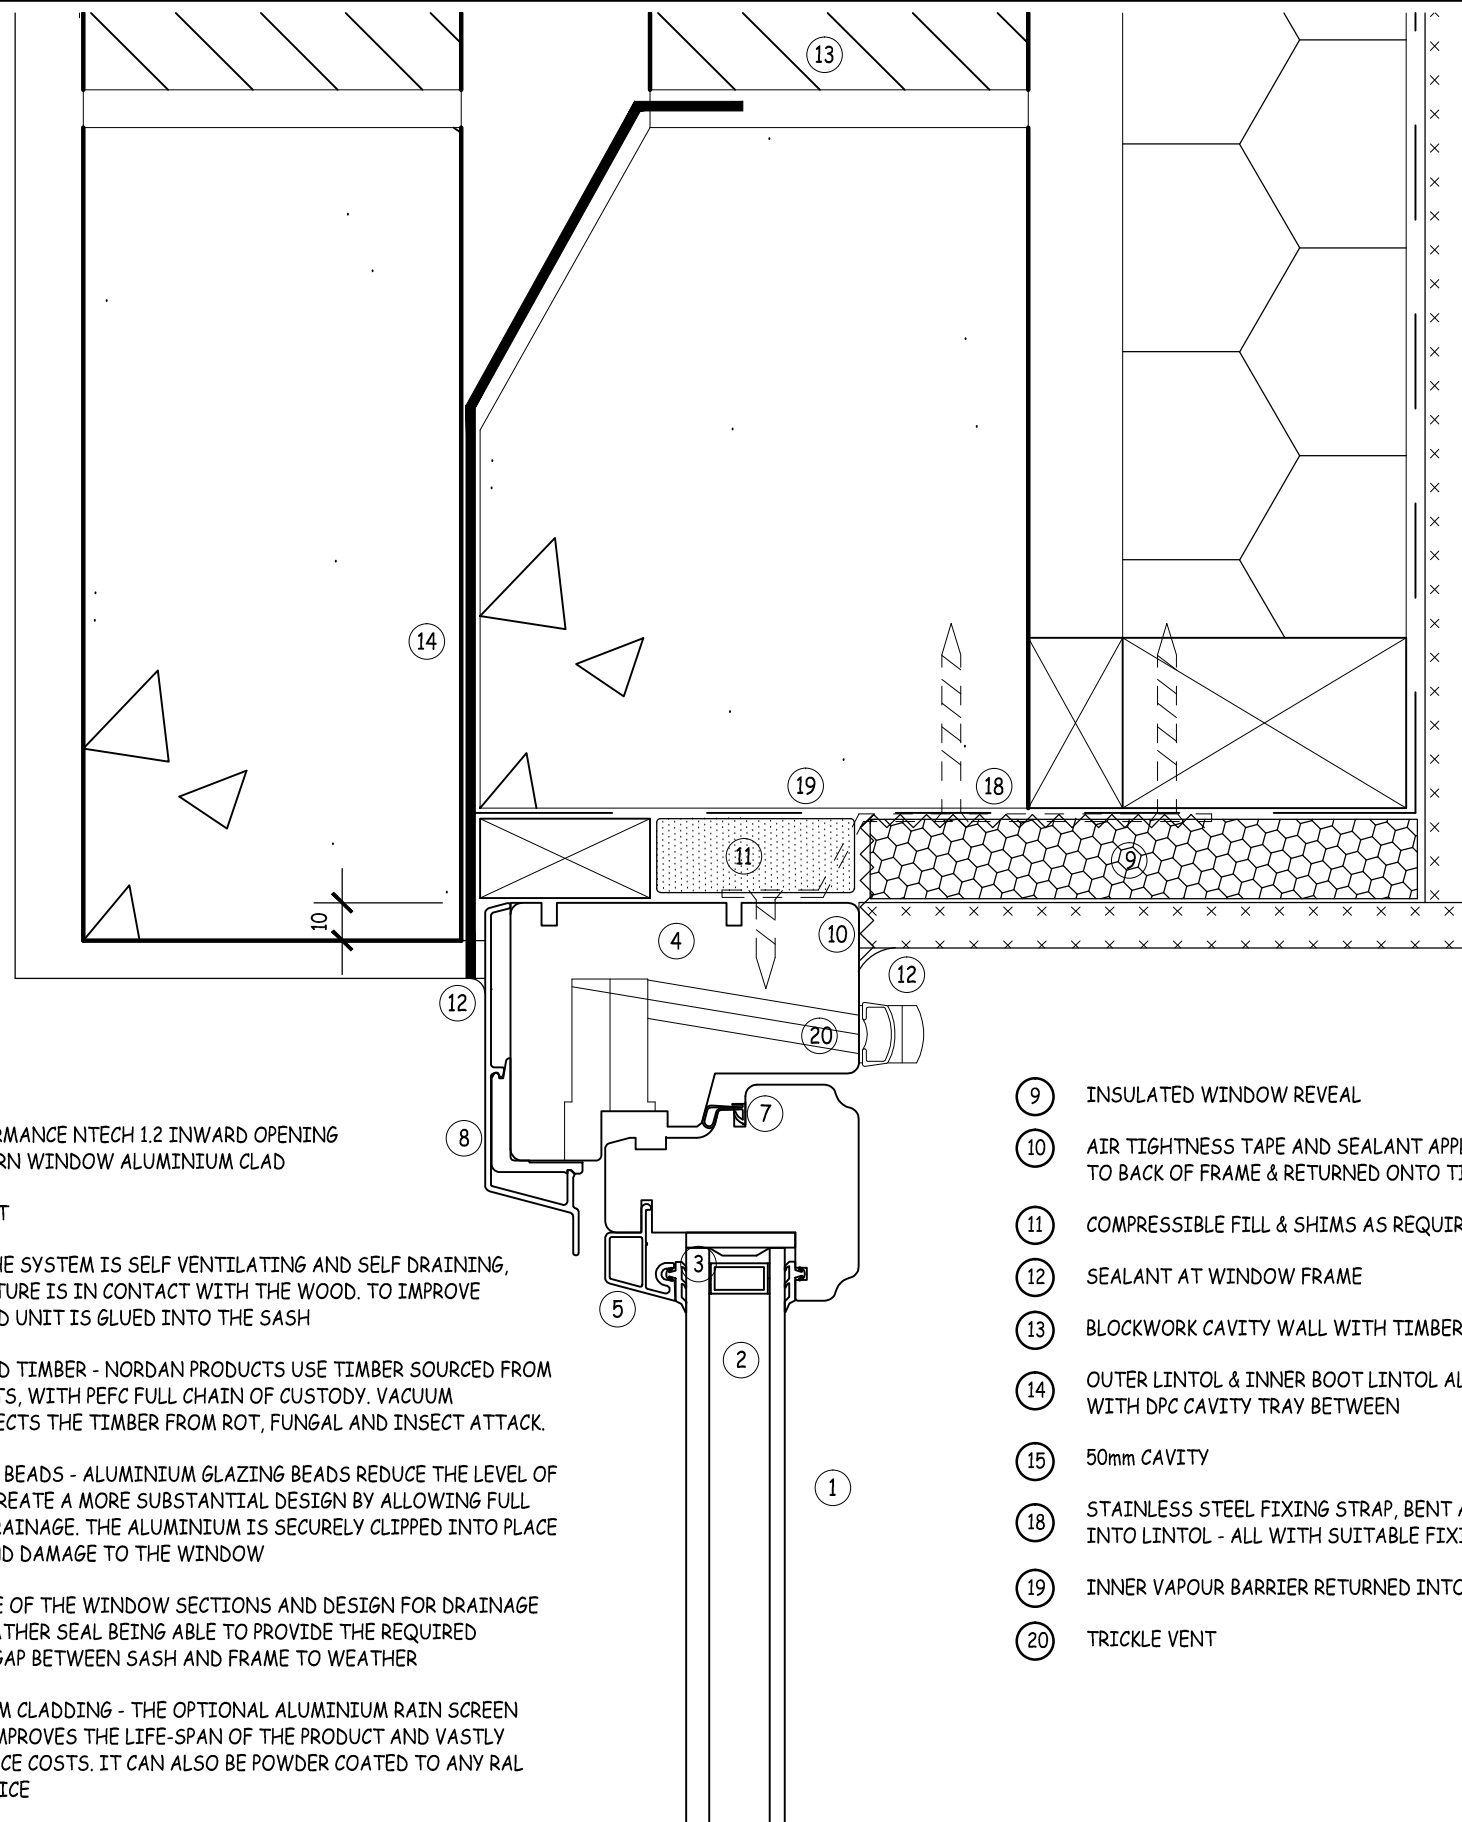 13
14
19
18
11
9
10
4
10
12
12
20
7
8
3
5
2
1
RMANCE NTECH 1.2 INWARD OPENING
RN WINDOW ALUMINIUM CLAD
T
HE SYSTEM IS SELF VENTILATING AND SELF DRAINING,
TURE IS IN CONTACT WITH THE WOOD. TO IMPROVE
D UNIT IS GLUED INTO THE SASH
D TIMBER - NORDAN PRODUCTS USE TIMBER SOURCED FROM
TS, WITH PEFC FULL CHAIN OF CUSTODY. VACUUM
ECTS THE TIMBER FROM ROT, FUNGAL AND INSECT ATTACK.
BEADS - ALUMINIUM GLAZING BEADS REDUCE THE LEVEL OF
REATE A MORE SUBSTANTIAL DESIGN BY ALLOWING FULL
RAINAGE. THE ALUMINIUM IS SECURELY CLIPPED INTO PLACE
D DAMAGE TO THE WINDOW
E OF THE WINDOW SECTIONS AND DESIGN FOR DRAINAGE
ATHER SEAL BEING ABLE TO PROVIDE THE REQUIRED
GAP BETWEEN SASH AND FRAME TO WEATHER
M CLADDING - THE OPTIONAL ALUMINIUM RAIN SCREEN
MPROVES THE LIFE-SPAN OF THE PRODUCT AND VASTLY
CE COSTS. IT CAN ALSO BE POWDER COATED TO ANY RAL
ICE
9 INSULATED WINDOW REVEAL
10 AIR TIGHTNESS TAPE AND SEALANT APPL
TO BACK OF FRAME & RETURNED ONTO TI
11 COMPRESSIBLE FILL & SHIMS AS REQUIR
12 SEALANT AT WINDOW FRAME
13 BLOCKWORK CAVITY WALL WITH TIMBER
14 OUTER LINTOL & INNER BOOT LINTOL AL
WITH DPC CAVITY TRAY BETWEEN
15 50mm CAVITY
18 STAINLESS STEEL FIXING STRAP, BENT A
INTO LINTOL - ALL WITH SUITABLE FIXI
19 INNER VAPOUR BARRIER RETURNED INTO
20 TRICKLE VENT